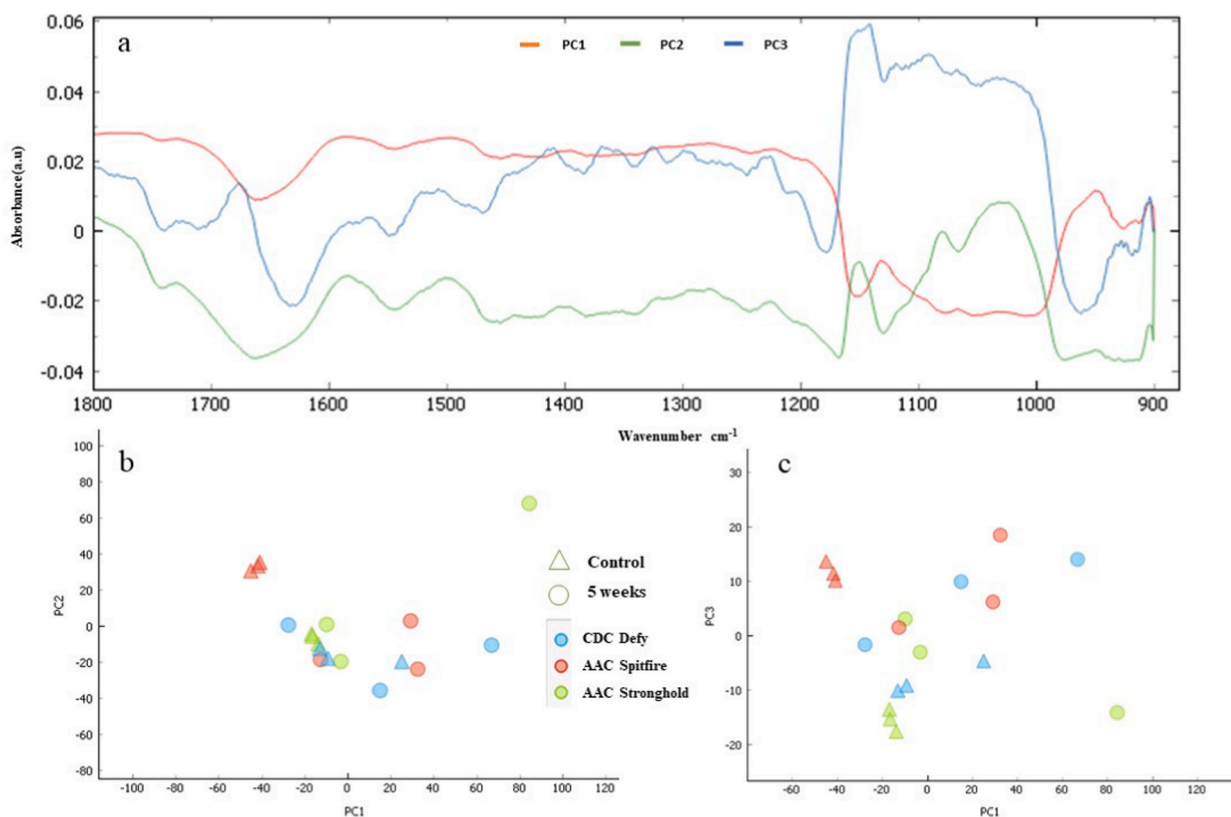 a
PC1 PC2 PC3
0.06
0.04
0.02
0
-0.02
-0.04
Absorbance(a.u)
1800 1700 1600 1500 1400 1300 1200 1100 1000 900
Wavenumber cm-1
b
100
80
60
40
20
0
-20
-40
-60
-80
PC2
-100 -80 -60 -40 -20 0 20 40 60 80 100 120
PC1
Control
5 weeks
CDC Defy
AAC Spitfire
AAC Stronghold
c
30
20
10
0
-10
-20
PC3
-60 -40 -20 0 20 40 60 80 100 120
PC1